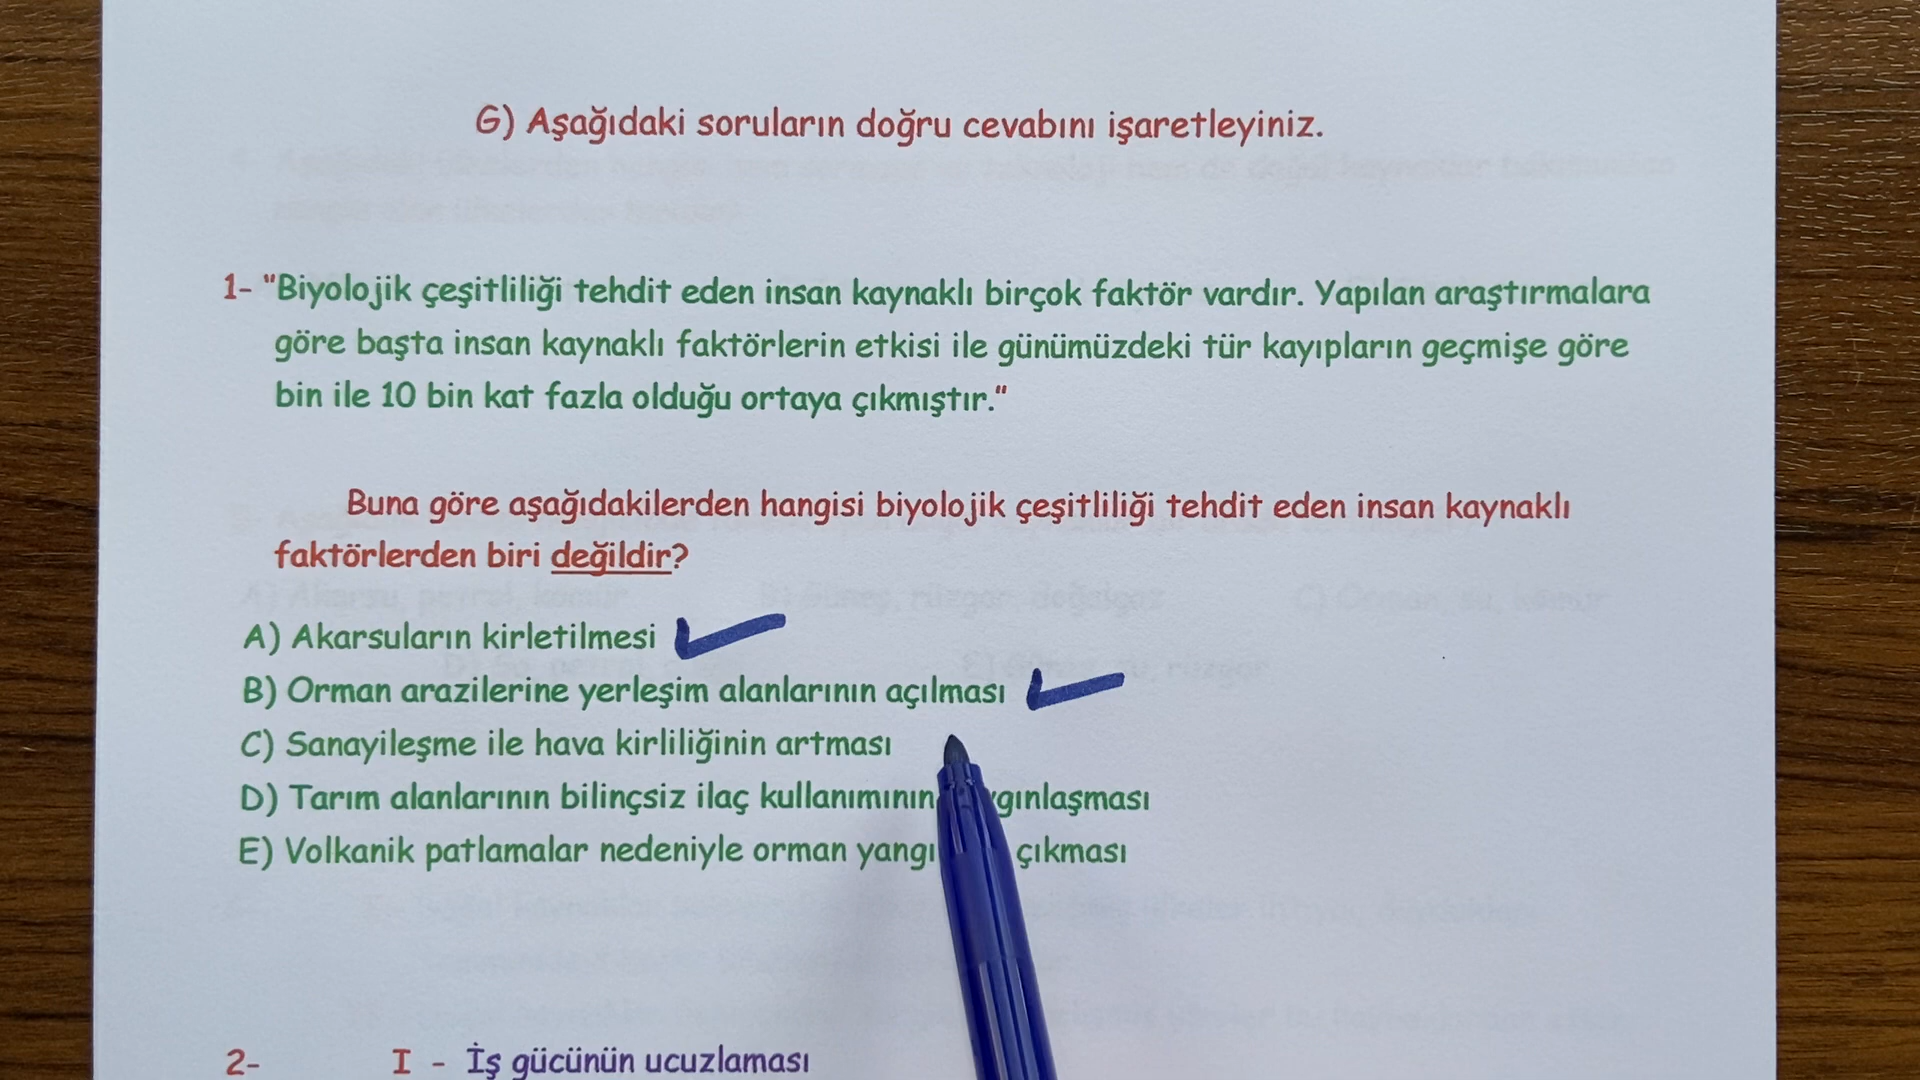 G) Aşağıdaki soruların doğru cevabını işaretleyiniz.
1- "Biyolojik çeşitliliği tehdit eden insan kaynaklı birçok faktör vardır. Yapılan araştırmalara
göre başta insan kaynaklı faktörlerin etkisi ile günümüzdeki tür kayıpların geçmişe göre
bin ile 10 bin kat fazla olduğu ortaya çıkmıştır."
Buna göre aşağıdakilerden hangisi biyolojik çeşitliliği tehdit eden insan kaynaklı
faktörlerden biri değildir?
A) Akarsuların kirletilmesi
B) Orman arazilerine yerleşim alanlarının açılması
C) Sanayileşme ile hava kirliliğinin artması
D) Tarım alanlarının bilinçsiz ilaç kullanımının
E) Volkanik patlamalar nedeniyle orman çıkması
2- I - İş gücünün ucuzlaması